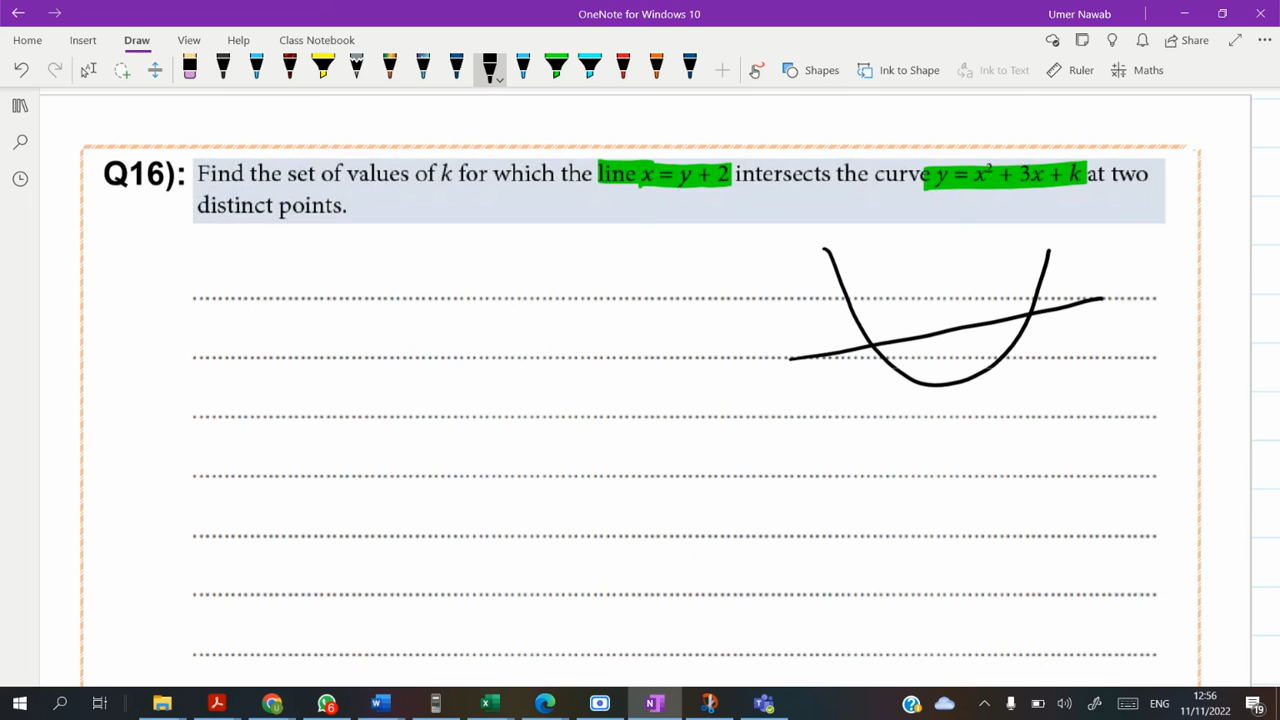 OneNote for Windows 10
Umer Nawab
Home Insert Draw View Help Class Notebook
Share
Shapes Ink to Shape Ink to Text Ruler Maths
Q16): Find the set of values of k for which the line x = y + 2 intersects the curve y = x² + 3x + k at two
distinct points.
12:56
ENG
11/11/2022
6
19